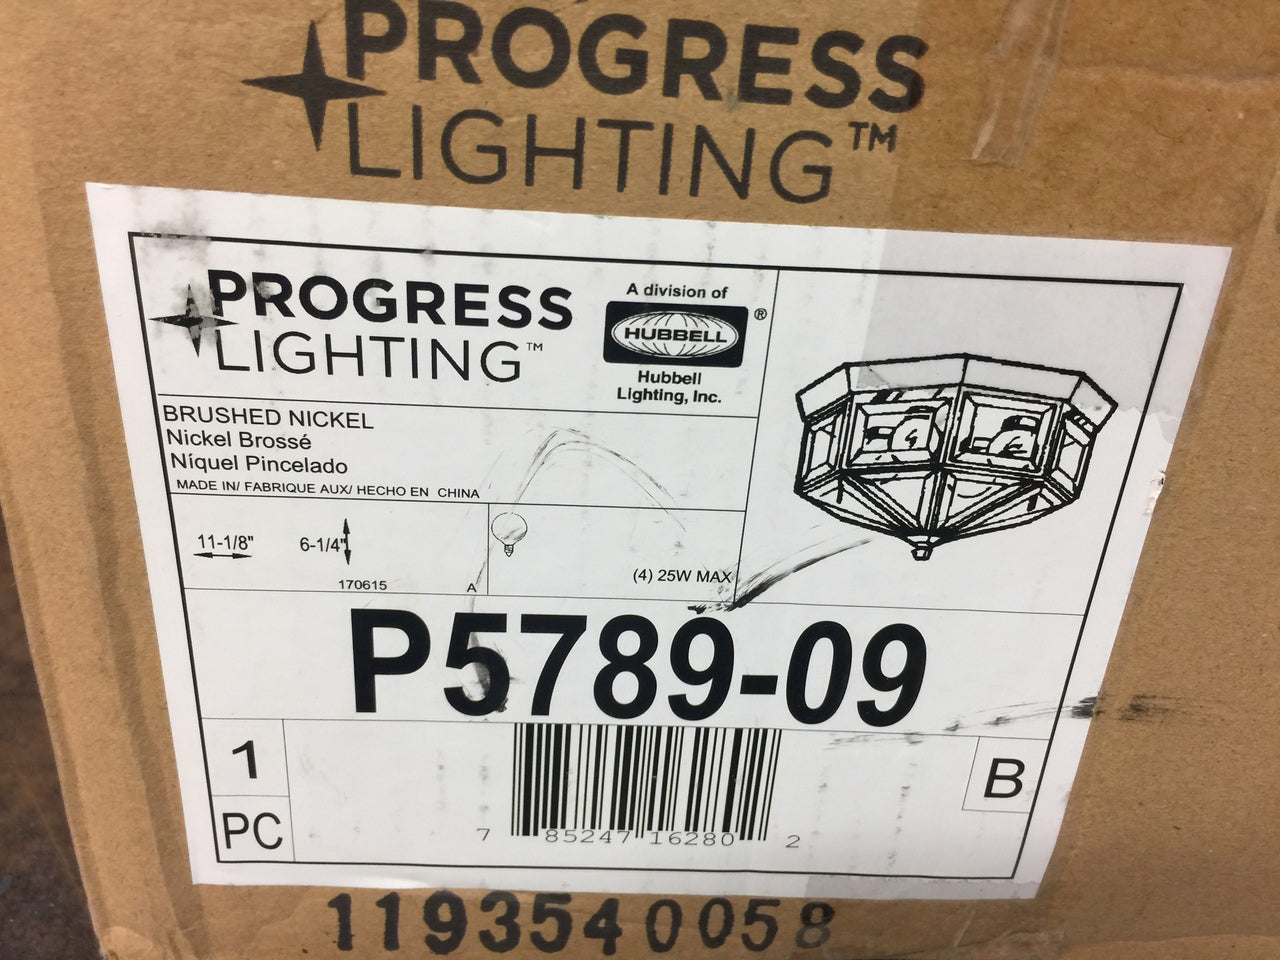 PROGRESS
LIGHTING™
PROGRESS
LIGHTING™
A division of
HUBBELL®
Hubbell
Lighting, Inc.
BRUSHED NICKEL
Nickel Brossé
Níquel Pincelado
MADE IN/ FABRIQUE AUX/ HECHO EN CHINA
11-1/8" 6-1/4"
170615 A
(4) 25W MAX
P5789-09
1
PC
7 85247 16280 2
B
1193540058